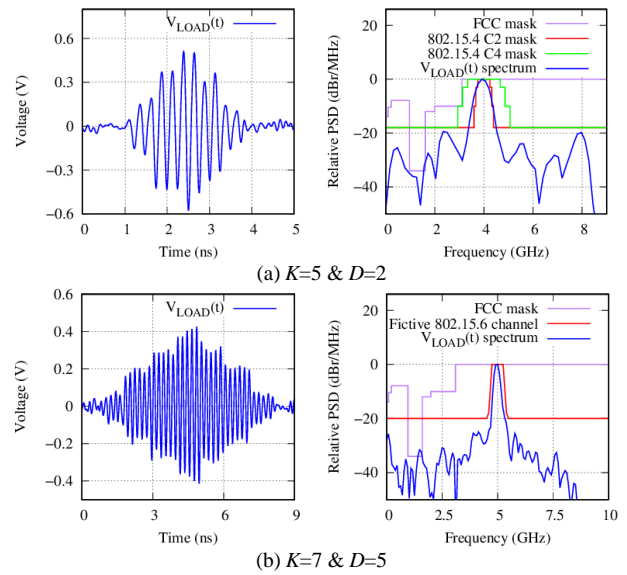 V_LOAD(t)
0.6
0.3
0
−0.3
−0.6
Voltage (V)
0 1 2 3 4 5
Time (ns)
FCC mask
802.15.4 C2 mask
802.15.4 C4 mask
V_LOAD(t) spectrum
20
0
−20
−40
Relative PSD (dBr/MHz)
0 2 4 6 8
Frequency (GHz)
(a) K=5 & D=2
V_LOAD(t)
0.6
0.4
0.2
0
−0.2
−0.4
Voltage (V)
0 3 6 9
Time (ns)
FCC mask
Fictive 802.15.6 channel
V_LOAD(t) spectrum
20
0
−20
−40
Relative PSD (dBr/MHz)
0 2.5 5 7.5 10
Frequency (GHz)
(b) K=7 & D=5